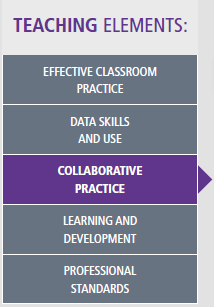 TEACHING ELEMENTS:
EFFECTIVE CLASSROOM
PRACTICE
DATA SKILLS
AND USE
COLLABORATIVE
PRACTICE
LEARNING AND
DEVELOPMENT
PROFESSIONAL
STANDARDS